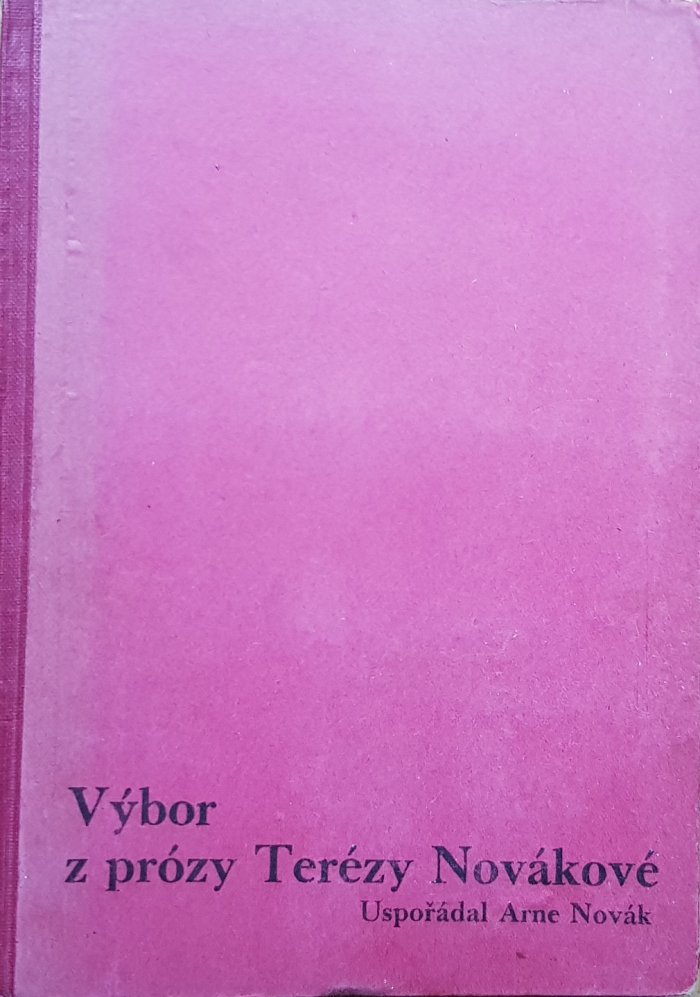 Výbor
z prózy Terézy Novákové
Uspořádal Arne Novák